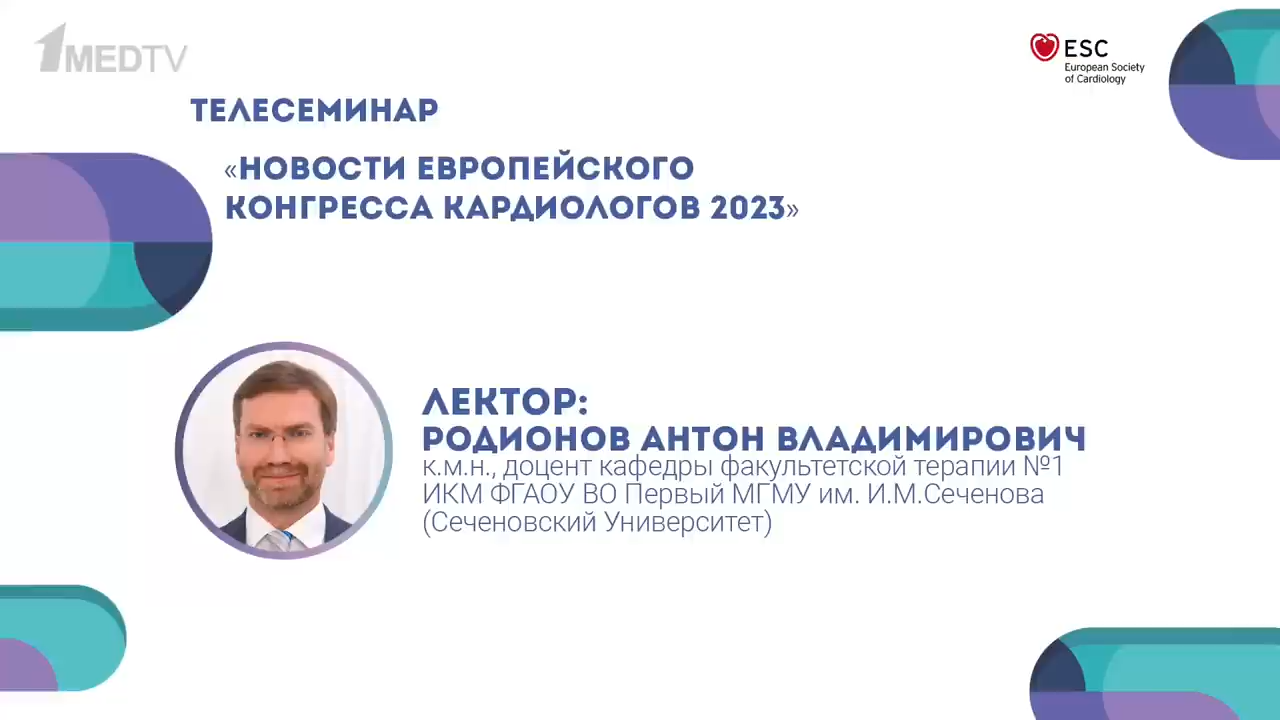 1MEDTV
ESC
European Society
of Cardiology
ТЕЛЕСЕМИНАР
«НОВОСТИ ЕВРОПЕЙСКОГО
КОНГРЕССА КАРДИОЛОГОВ 2023»
ЛЕКТОР:
РОДИОНОВ АНТОН ВЛАДИМИРОВИЧ
к.м.н., доцент кафедры факультетской терапии №1
ИКМ ФГАОУ ВО Первый МГМУ им. И.М.Сеченова
(Сеченовский Университет)